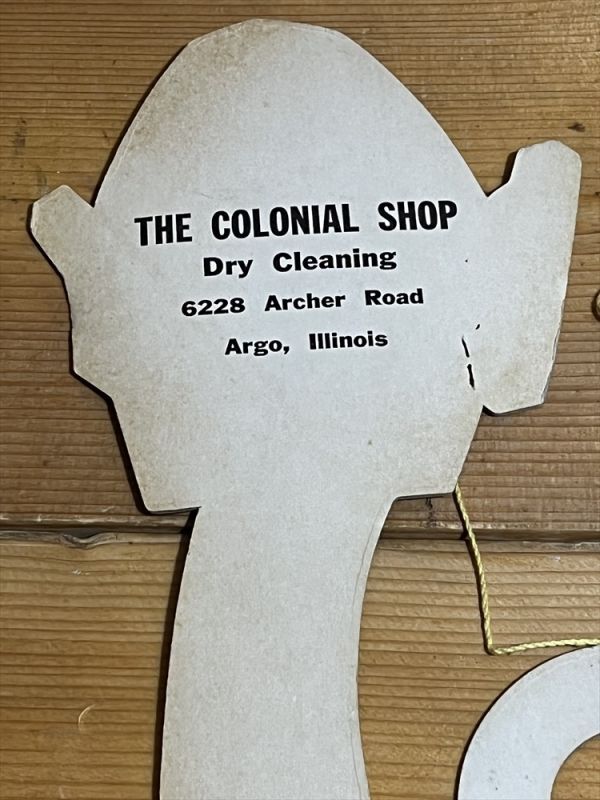 THE COLONIAL SHOP
Dry Cleaning
6228 Archer Road
Argo, Illinois